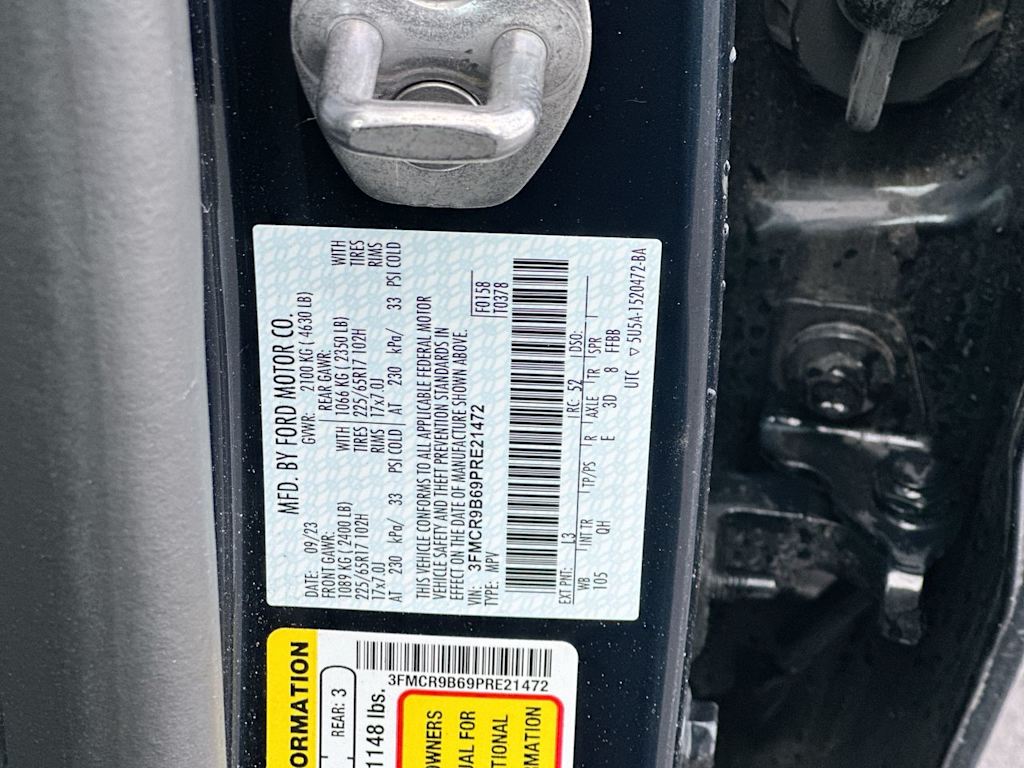 MFD. BY FORD MOTOR CO.
DATE: 09/23 GVWR: 2100 KG ( 4630 LB)
FRONT GAWR: REAR GAWR:
1089 KG ( 2400 LB) WITH 1066 KG ( 2350 LB) WITH
225/65R17 102H TIRES 225/65R17 102H TIRES
17x7.0J RIMS 17x7.0J RIMS
AT 230 kPa/ 33 PSI COLD AT 230 kPa/ 33 PSI COLD
THIS VEHICLE CONFORMS TO ALL APPLICABLE FEDERAL MOTOR
VEHICLE SAFETY AND THEFT PREVENTION STANDARDS IN
EFFECT ON THE DATE OF MANUFACTURE SHOWN ABOVE.
VIN: 3FMCR9B69PRE21472 F0158
TYPE: MPV T0378
EXT PNT: L3 RC: 52 DSO:
WB INT TR TP/PS R AXLE TR SPR
105 QH E 3D 8 FFBB
UTC ▽ 5U5A-1520472-BA
ORMATION
REAR: 3
1148 lbs.
3FMCR9B69PRE21472
OWNERS
UAL FOR
TIONAL
RMATION